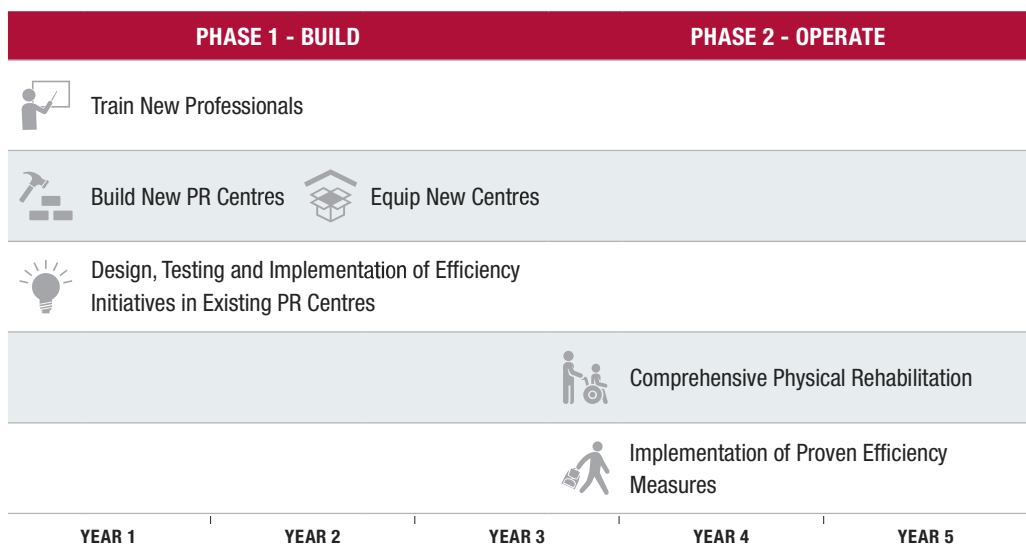 PHASE 1 - BUILD PHASE 2 - OPERATE
Train New Professionals
Build New PR Centres Equip New Centres
Design, Testing and Implementation of Efficiency
Initiatives in Existing PR Centres
Comprehensive Physical Rehabilitation
Implementation of Proven Efficiency
Measures
YEAR 1 YEAR 2 YEAR 3 YEAR 4 YEAR 5